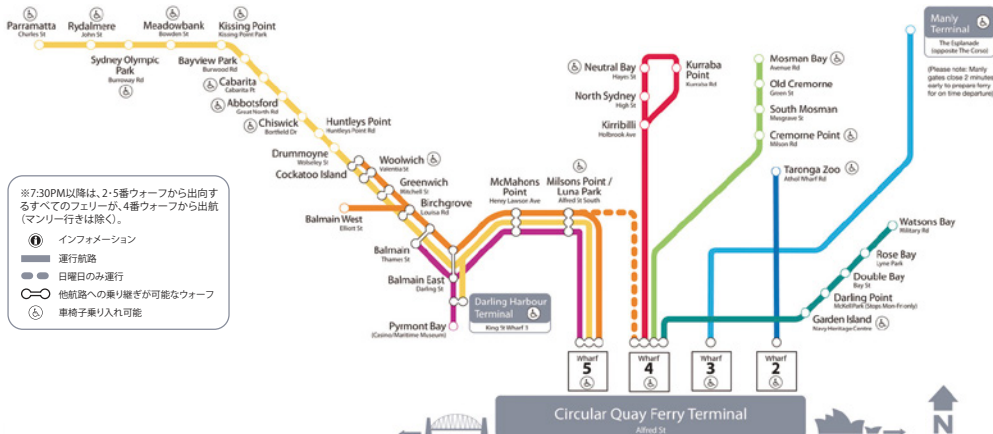 Parramatta
Charles St
Rydalmere
John St
Sydney Olympic
Park
Burroway Rd
Meadowbank
Bowden St
Kissing Point
Kissing Point Park
Bayview Park
Burwood Rd
Cabarita
Cabarita Pt
Abbotsford
Great North Rd
Chiswick
Bortfield Dr
Huntleys Point
Huntleys Point Rd
Drummoyne
Wolseley St
Cockatoo Island
Woolwich
Valentia St
Greenwich
Mitchell St
Birchgrove
Louisa Rd
Balmain West
Elliott St
Balmain
Thames St
Balmain East
Darling St
Pyrmont Bay
(Casino/Maritime Museum)
Darling Harbour
Terminal
King St Wharf 3
McMahons
Point
Henry Lawson Ave
Milsons Point /
Luna Park
Alfred St South
Neutral Bay
Hayes St
Kurraba
Point
Kurraba Rd
North Sydney
High St
Kirribilli
Holbrook Ave
Mosman Bay
Avenue Rd
Old Cremorne
Green St
South Mosman
Musgrave St
Cremorne Point
Milson Rd
Taronga Zoo
Athol Wharf Rd
Manly
Terminal
The Esplanade
(opposite The Corso)
(Please note: Manly
gates close 2 minutes
early to prepare ferry
for on time departure)
Watsons Bay
Military Rd
Rose Bay
Lyne Park
Double Bay
Bay St
Darling Point
McKell Park (Stops Mon-Fri only)
Garden Island
Navy Heritage Centre
※7:30PM以降は、2・5番ウォーフから出向す
るすべてのフェリーが、4番ウォーフから出航
(マンリー行きは除く)。
インフォメーション
運行航路
日曜日のみ運行
他航路への乗り継ぎが可能なウォーフ
車椅子乗り入れ可能
Wharf
5
Wharf
4
Wharf
3
Wharf
2
Circular Quay Ferry Terminal
Alfred St
N